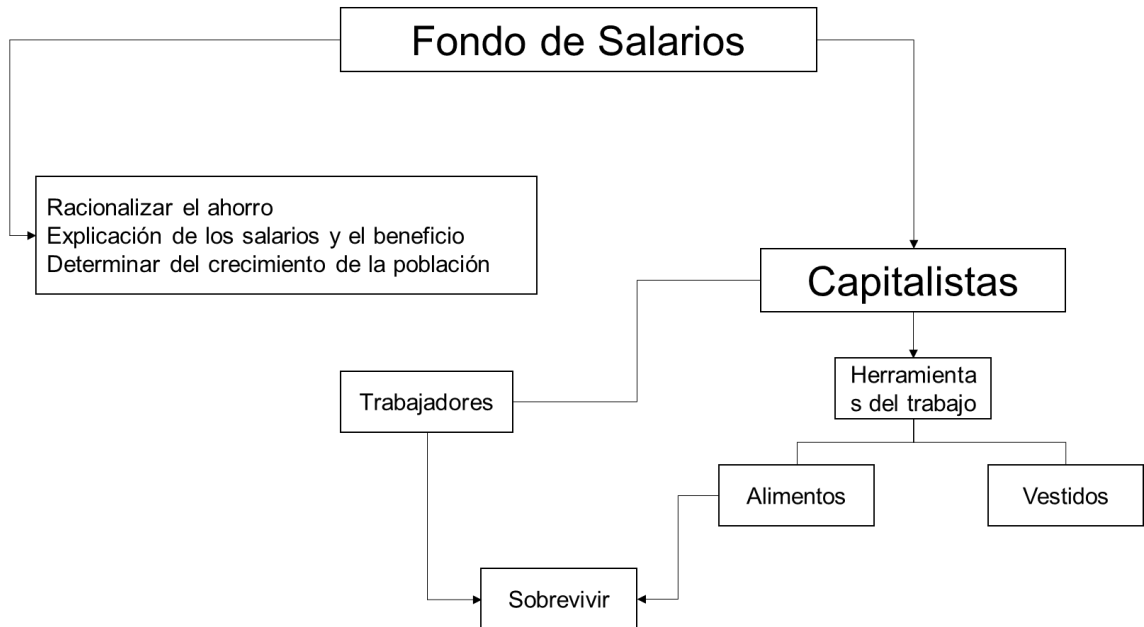 Fondo de Salarios
Racionalizar el ahorro
Explicación de los salarios y el beneficio
Determinar del crecimiento de la población
Capitalistas
Herramienta
s del trabajo
Trabajadores
Alimentos
Vestidos
Sobrevivir